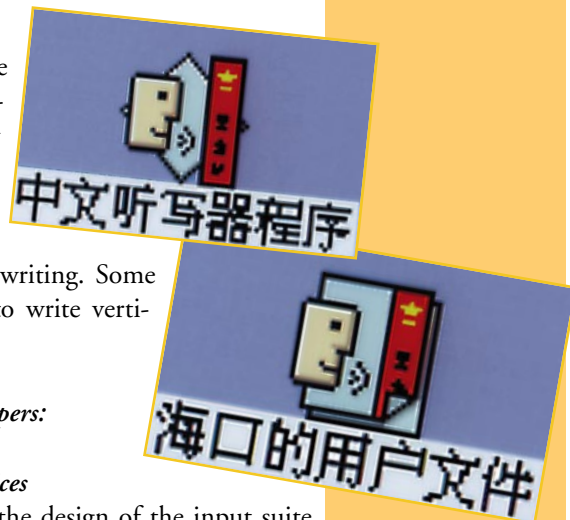 e
-
中文听写器程序
writing. Some
to write verti-
pers:
海口的用户文件
ces
the design of the input suite